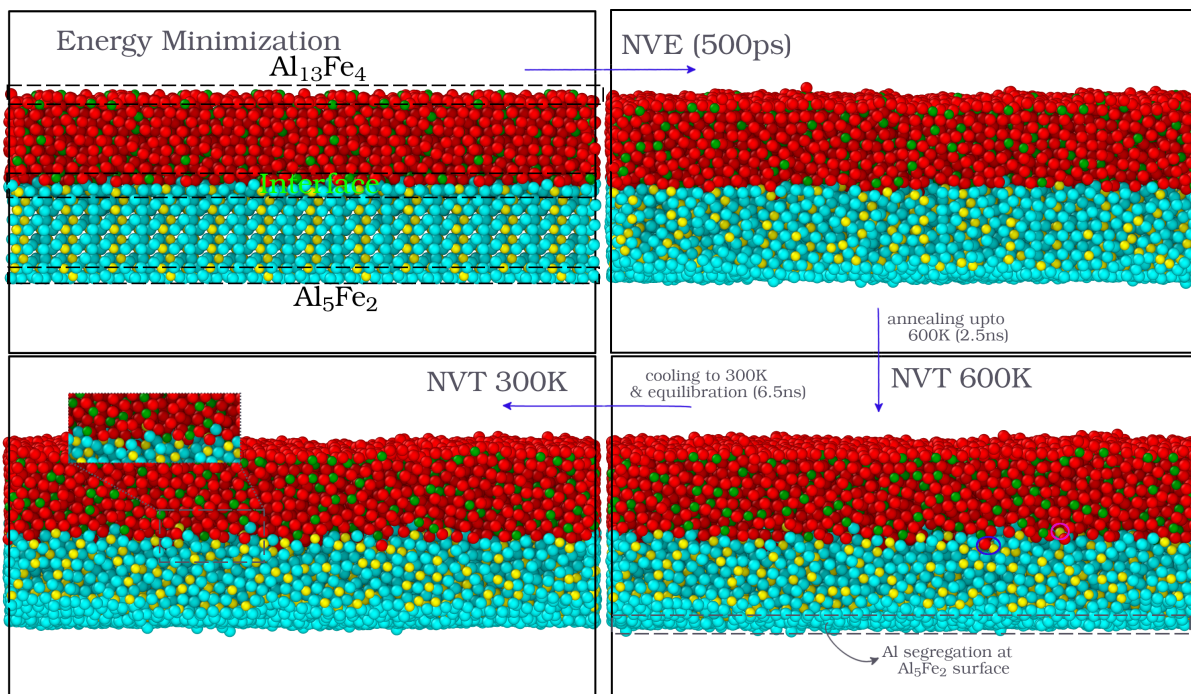 Energy Minimization
Al₁₃Fe₄
Interface
Al₅Fe₂
NVE (500ps)
annealing upto
600K (2.5ns)
NVT 300K
cooling to 300K
& equilibration (6.5ns)
NVT 600K
Al segregation at
Al₅Fe₂ surface